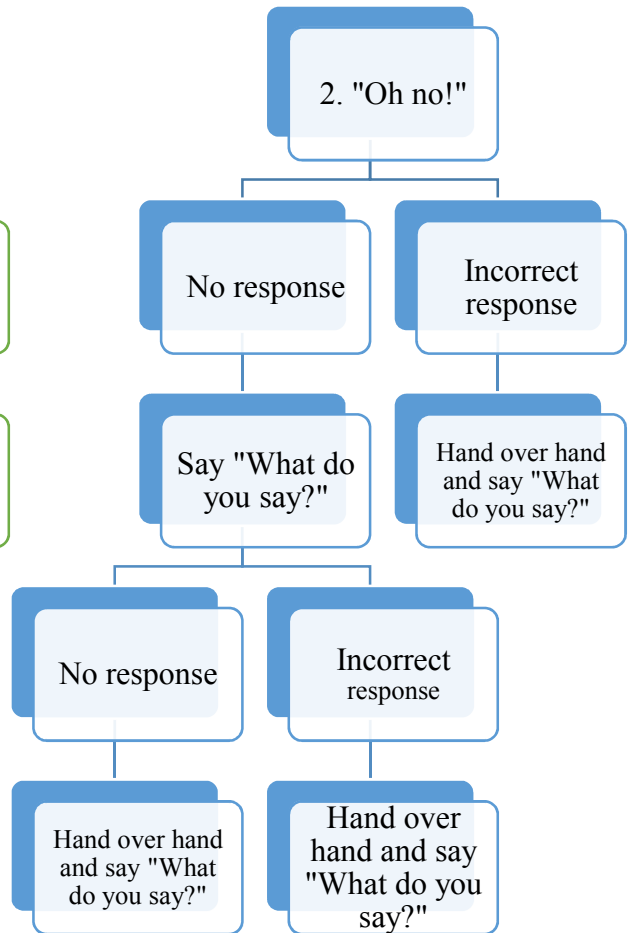 2. "Oh no!"
No response
Incorrect
response
Say "What do
you say?"
Hand over hand
and say "What
do you say?"
No response
Incorrect
response
Hand over hand
and say "What
do you say?"
Hand over
hand and say
"What do you
say?"